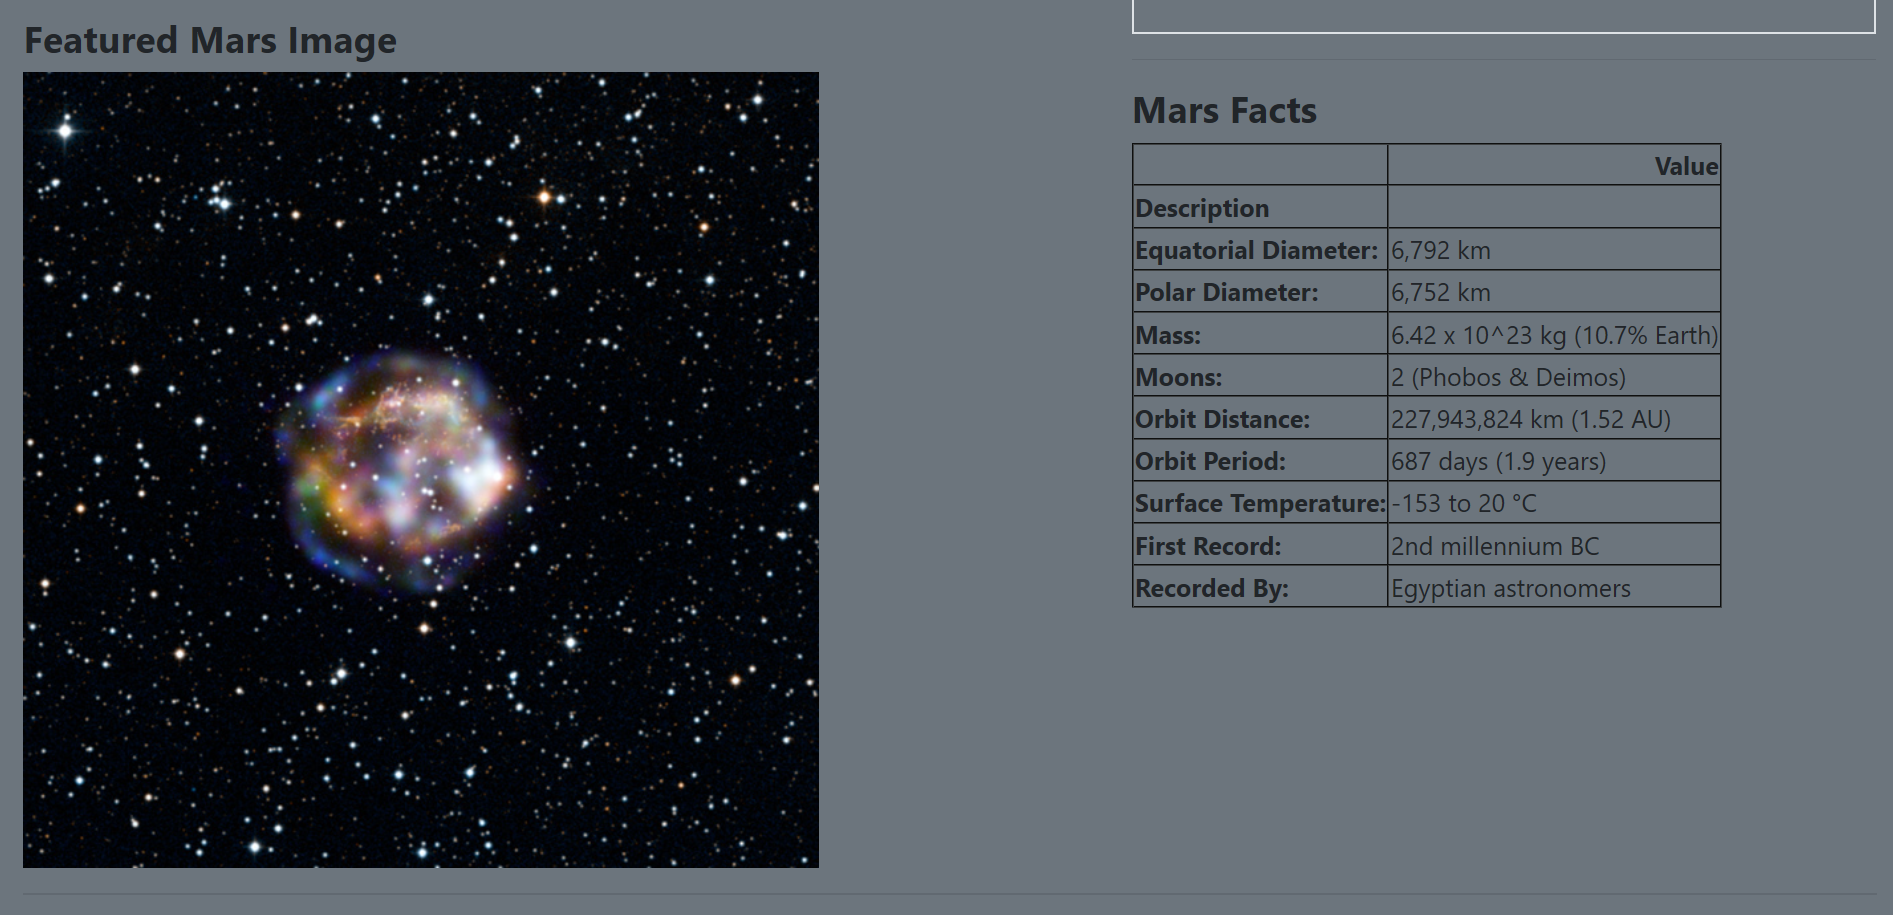 Featured Mars Image
Mars Facts
Value
Description
Equatorial Diameter: 6,792 km
Polar Diameter: 6,752 km
Mass: 6.42 x 10^23 kg (10.7% Earth)
Moons: 2 (Phobos & Deimos)
Orbit Distance: 227,943,824 km (1.52 AU)
Orbit Period: 687 days (1.9 years)
Surface Temperature: -153 to 20 °C
First Record: 2nd millennium BC
Recorded By: Egyptian astronomers